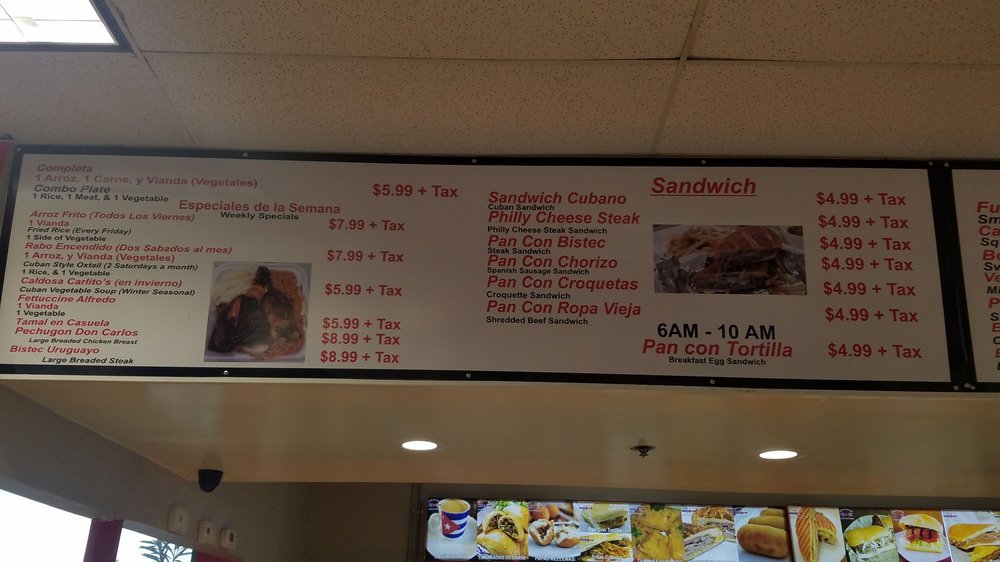 Completa
1 Arroz, 1 Carne, y Vianda (Vegetales)
Combo Plate
1 Rice, 1 Meat, & 1 Vegetable
$5.99 + Tax
Especiales de la Semana
Weekly Specials
Arroz Frito (Todos Los Viernes)
1 Vianda
Fried Rice (Every Friday)
1 Side of Vegetable
$7.99 + Tax
Rabo Encendido (Dos Sabados al mes)
1 Arroz, y Vianda (Vegetales)
Cuban Style Oxtail (2 Saturdays a month)
1 Rice, & 1 Vegetable
$7.99 + Tax
Caldosa Carlito's (en invierno)
Cuban Vegetable Soup (Winter Seasonal)
$5.99 + Tax
Fettuccine Alfredo
1 Vianda
1 Vegetable
$5.99 + Tax
Tamal en Casuela
Pechugon Don Carlos
Large Breaded Chicken Breast
$8.99 + Tax
Bistec Uruguayo
Large Breaded Steak
$8.99 + Tax
Sandwich
Sandwich Cubano
Cuban Sandwich
$4.99 + Tax
Philly Cheese Steak
Philly Cheese Steak Sandwich
$4.99 + Tax
Pan Con Bistec
Steak Sandwich
$4.99 + Tax
Pan Con Chorizo
Spanish Sausage Sandwich
$4.99 + Tax
Pan Con Croquetas
Croquette Sandwich
$4.99 + Tax
Pan Con Ropa Vieja
Shredded Beef Sandwich
$4.99 + Tax
6AM - 10 AM
Pan con Tortilla
Breakfast Egg Sandwich
$4.99 + Tax
Pan con Tortilla